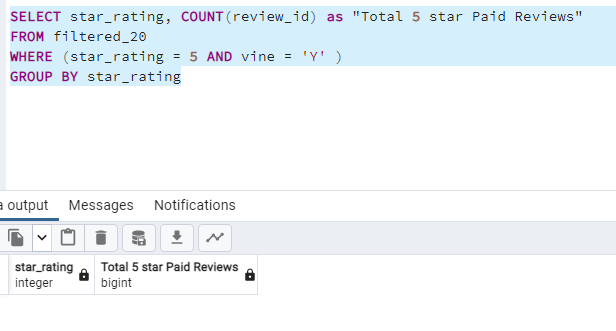 SELECT star_rating, COUNT(review_id) as "Total 5 star Paid Reviews"
FROM filtered_20
WHERE (star_rating = 5 AND vine = 'Y' )
GROUP BY star_rating
a output Messages Notifications
star_rating Total 5 star Paid Reviews
integer bigint